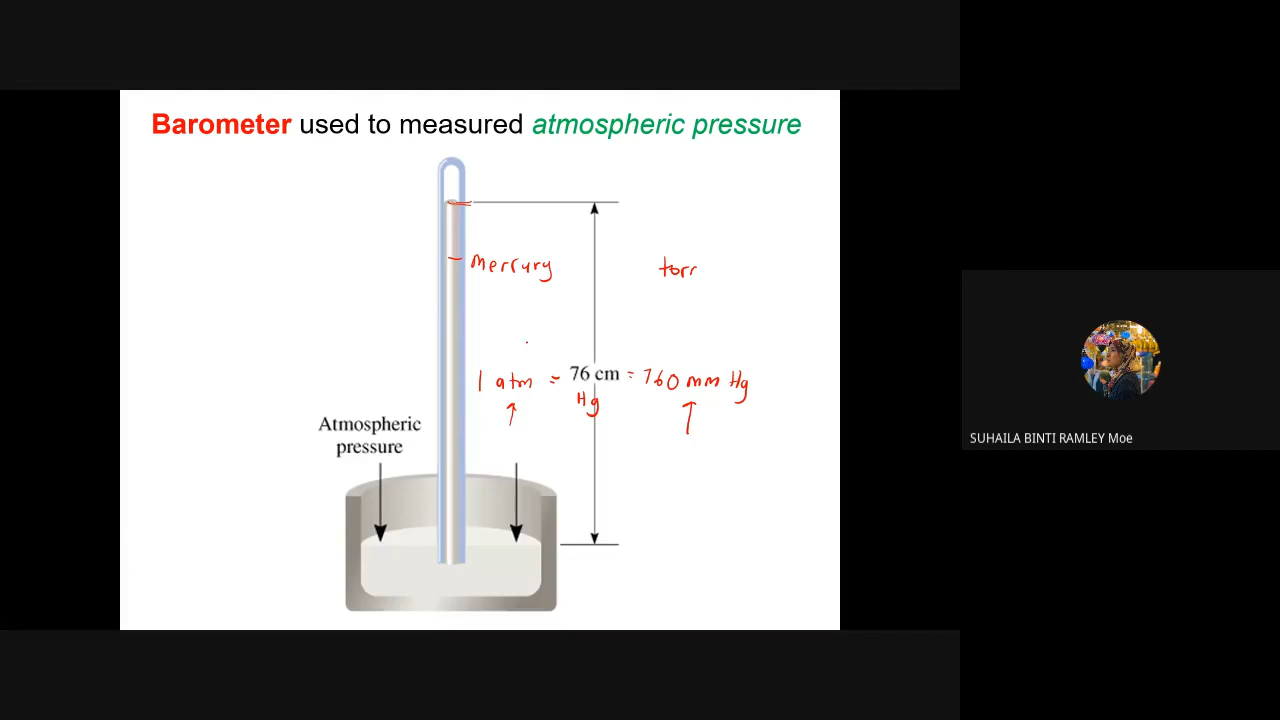 Barometer used to measured atmospheric pressure
mercury
torr
1 atm = 76 cm = 760 mm Hg
Hg
Atmospheric
pressure
SUHAILA BINTI RAMLEY Moe